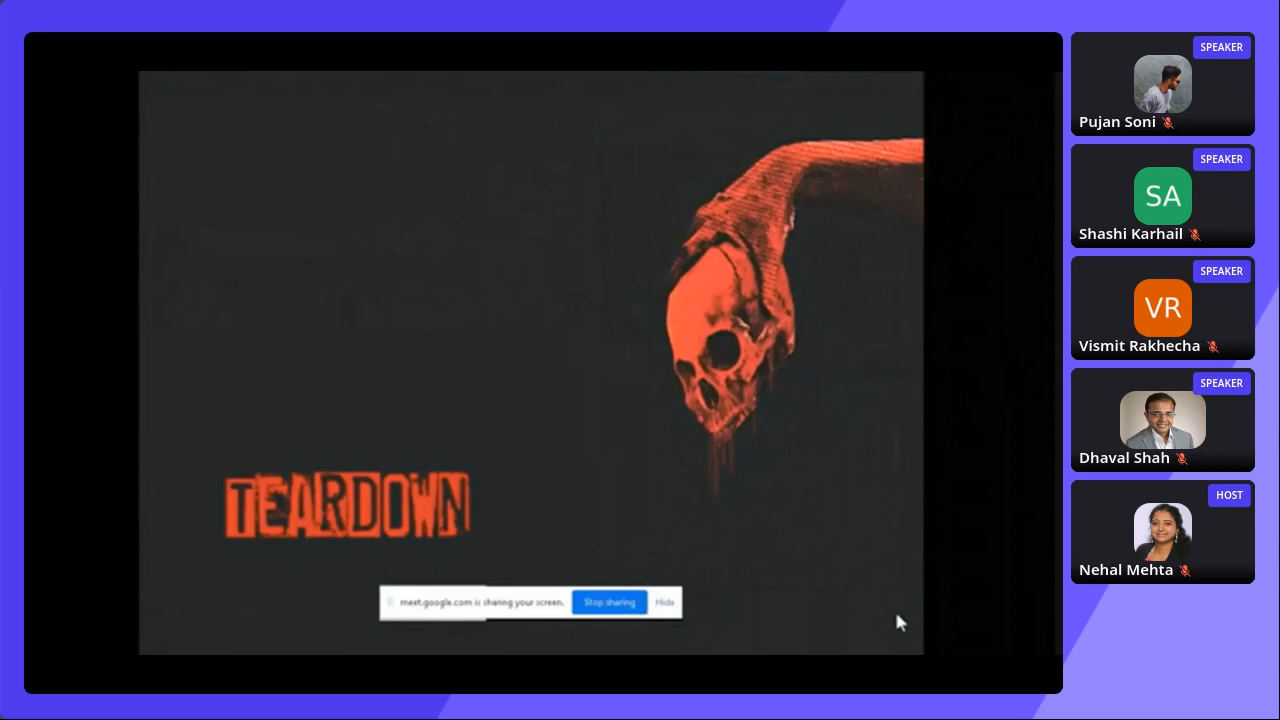 TEARDOWN
meet.google.com is sharing your screen.
Stop sharing
Hide
SPEAKER
Pujan Soni
SPEAKER
SA
Shashi Karhail
SPEAKER
VR
Vismit Rakhecha
SPEAKER
Dhaval Shah
HOST
Nehal Mehta